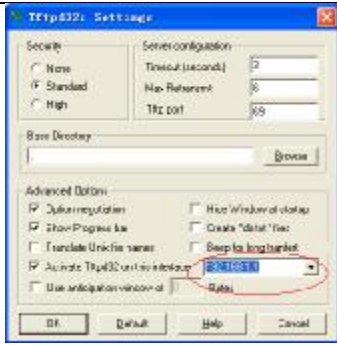 Tftpd32: Settings
Security
None
Standard
High
Server configuration
Timeout (seconds) 3
Max Retransmit 6
Tftp port 69
Base Directory
.
Browse
Advanced Options
Option negotiation
Hide Window at startup
Show Progress bar
Create "dir.txt" files
Translate Unix file names
Beep for long tranfert
Activate Tftpd32 on this interface
Use anticipation window of 0 Bytes
OK
Default
Help
Cancel